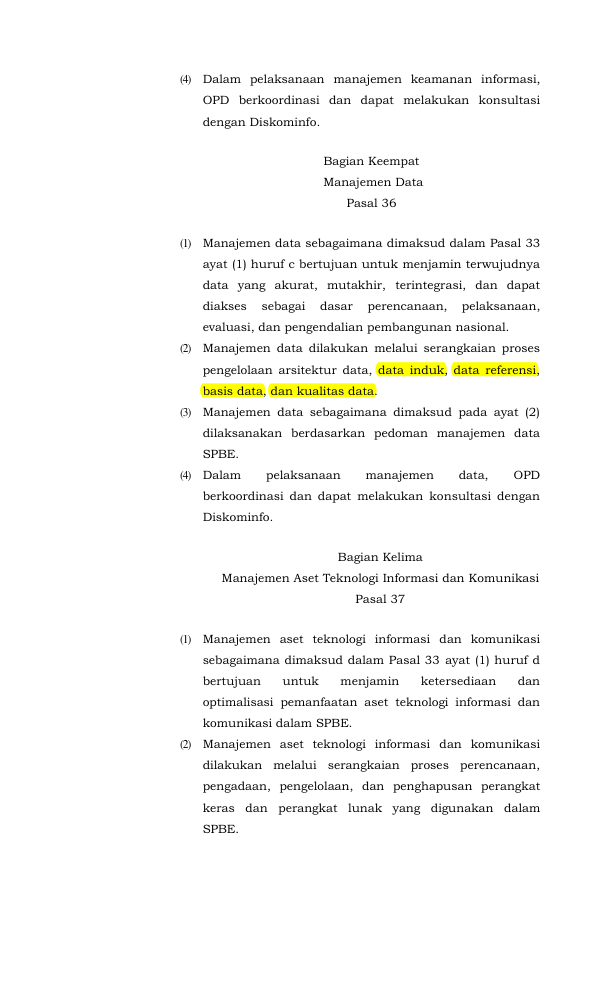 (4) Dalam pelaksanaan manajemen keamanan informasi,
OPD berkoordinasi dan dapat melakukan konsultasi
dengan Diskominfo.
Bagian Keempat
Manajemen Data
Pasal 36
(1) Manajemen data sebagaimana dimaksud dalam Pasal 33
ayat (1) huruf c bertujuan untuk menjamin terwujudnya
data yang akurat, mutakhir, terintegrasi, dan dapat
diakses sebagai dasar perencanaan, pelaksanaan,
evaluasi, dan pengendalian pembangunan nasional.
(2) Manajemen data dilakukan melalui serangkaian proses
pengelolaan arsitektur data, data induk, data referensi,
basis data, dan kualitas data.
(3) Manajemen data sebagaimana dimaksud pada ayat (2)
dilaksanakan berdasarkan pedoman manajemen data
SPBE.
(4) Dalam pelaksanaan manajemen data, OPD
berkoordinasi dan dapat melakukan konsultasi dengan
Diskominfo.
Bagian Kelima
Manajemen Aset Teknologi Informasi dan Komunikasi
Pasal 37
(1) Manajemen aset teknologi informasi dan komunikasi
sebagaimana dimaksud dalam Pasal 33 ayat (1) huruf d
bertujuan untuk menjamin ketersediaan dan
optimalisasi pemanfaatan aset teknologi informasi dan
komunikasi dalam SPBE.
(2) Manajemen aset teknologi informasi dan komunikasi
dilakukan melalui serangkaian proses perencanaan,
pengadaan, pengelolaan, dan penghapusan perangkat
keras dan perangkat lunak yang digunakan dalam
SPBE.